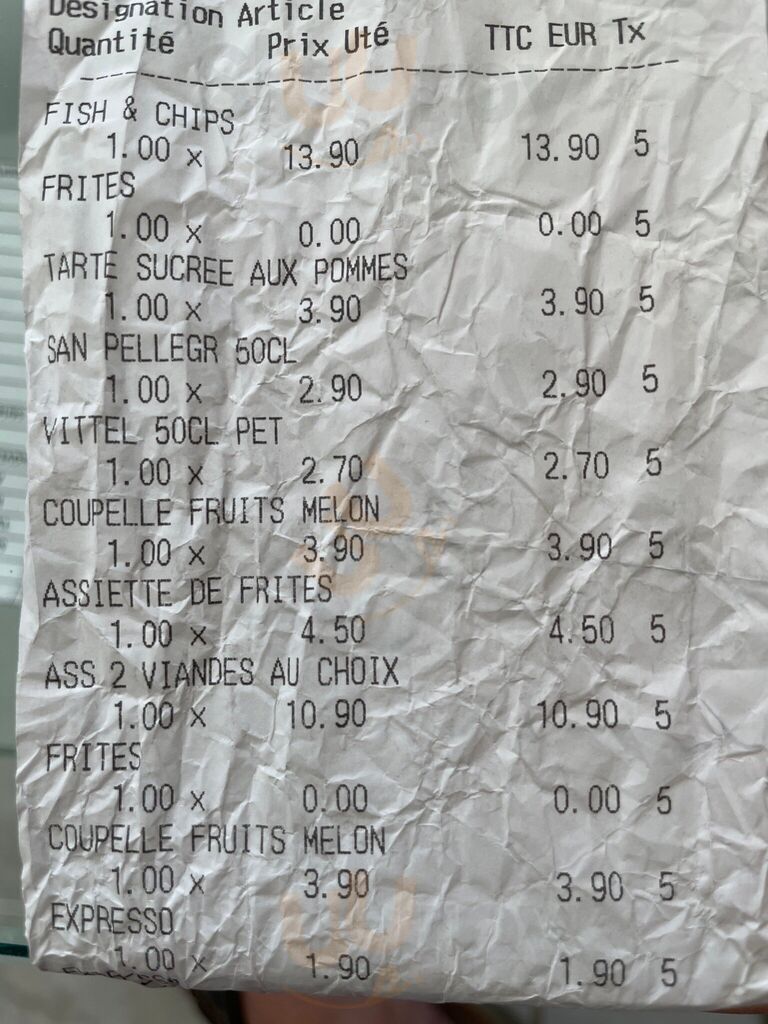 Désignation Article
Quantité Prix Uté TTC EUR Tx
FISH & CHIPS
1.00 x 13.90 13.90 5
FRITES
1.00 x 0.00 0.00 5
TARTE SUCREE AUX POMMES
1.00 x 3.90 3.90 5
SAN PELLEGR 50CL
1.00 x 2.90 2.90 5
VITTEL 50CL PET
1.00 x 2.70 2.70 5
COUPELLE FRUITS MELON
1.00 x 3.90 3.90 5
ASSIETTE DE FRITES
1.00 x 4.50 4.50 5
ASS 2 VIANDES AU CHOIX
1.00 x 10.90 10.90 5
FRITES
1.00 x 0.00 0.00 5
COUPELLE FRUITS MELON
1.00 x 3.90 3.90 5
EXPRESSO
1.00 x 1.90 1.90 5